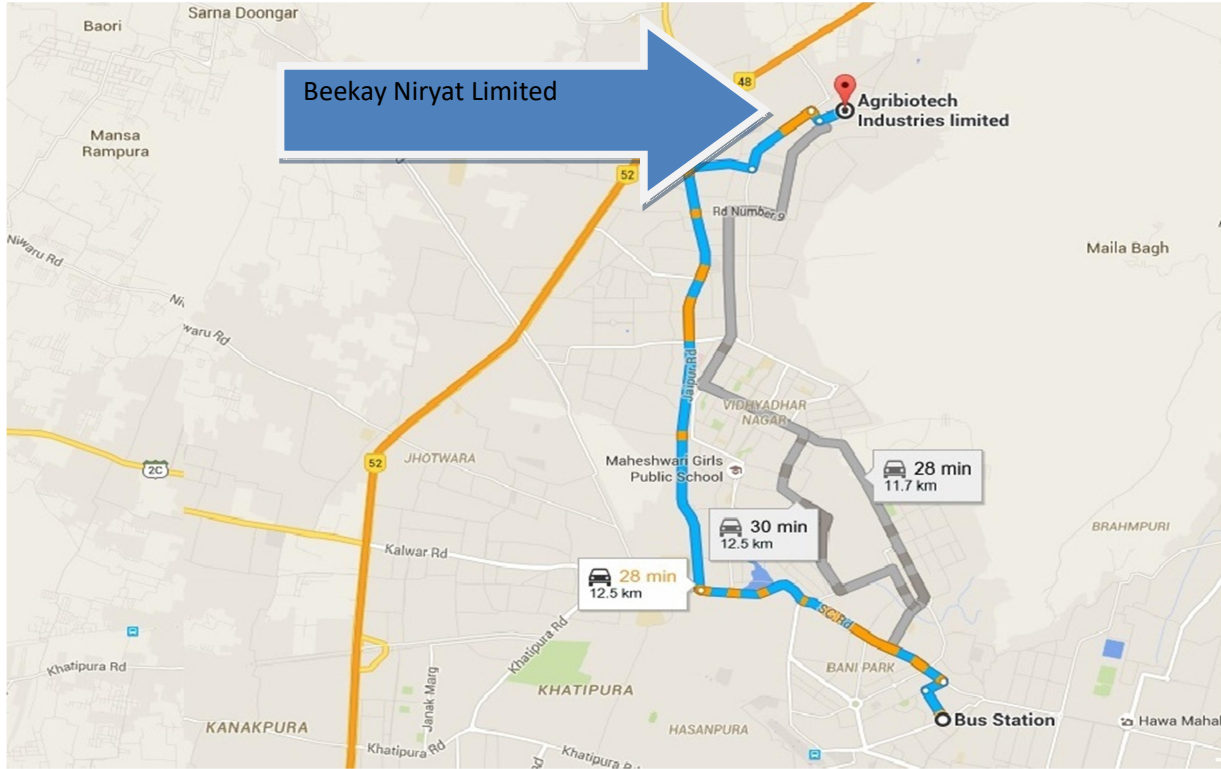 Sarna Doongar
Baori
Beekay Niryat Limited
48
Agribiotech
Industries limited
Mansa
Rampura
52
Rd Number 9
Niwaru Rd
Maila Bagh
Niwaru Rd
Jaipur Rd
VIDHYADHAR
NAGAR
JHOTWARA
52
2C
Maheshwari Girls
Public School
28 min
11.7 km
30 min
12.5 km
BRAHMPURI
Kalwar Rd
28 min
12.5 km
SC Rd
Khatipura Rd
Khatipura Rd
BANI PARK
Janak Marg
KHATIPURA
Bus Station
Hawa Mahal
KANAKPURA
HASANPURA
Khatipura Rd
Khatipura R